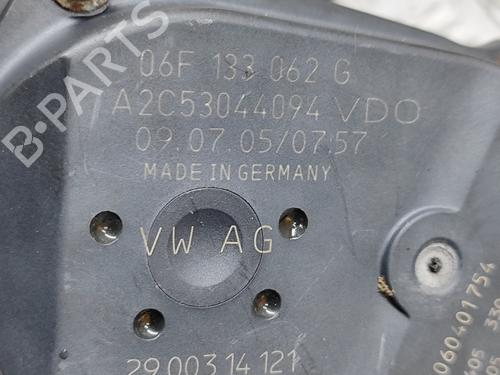 06F 133 062 G
A2C53044094 VDO
09.07.05/07:57
MADE IN GERMANY
VW AG
29 003 14 121
060401754
B-PARTS